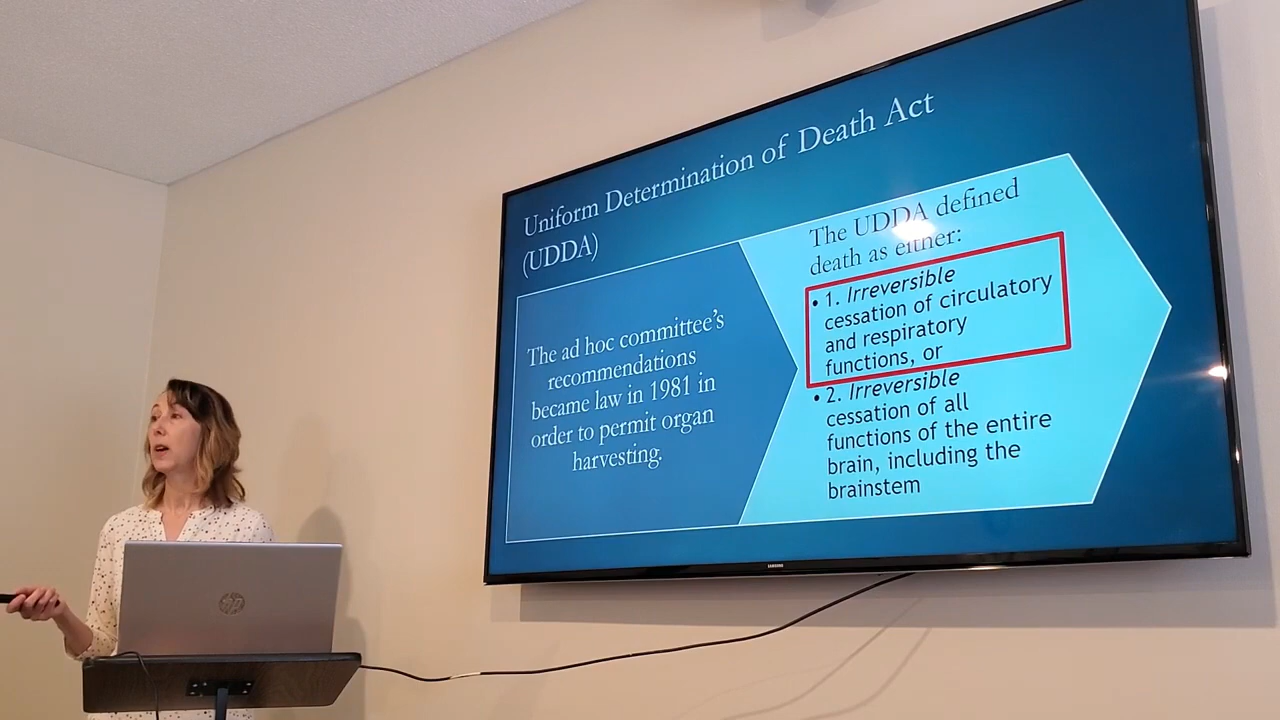 Uniform Determination of Death Act
(UDDA)
The ad hoc committee's
recommendations
became law in 1981 in
order to permit organ
harvesting.
The UDDA defined
death as either:
• 1. Irreversible
cessation of circulatory
and respiratory
functions, or
• 2. Irreversible
cessation of all
functions of the entire
brain, including the
brainstem
SAMSUNG
hp